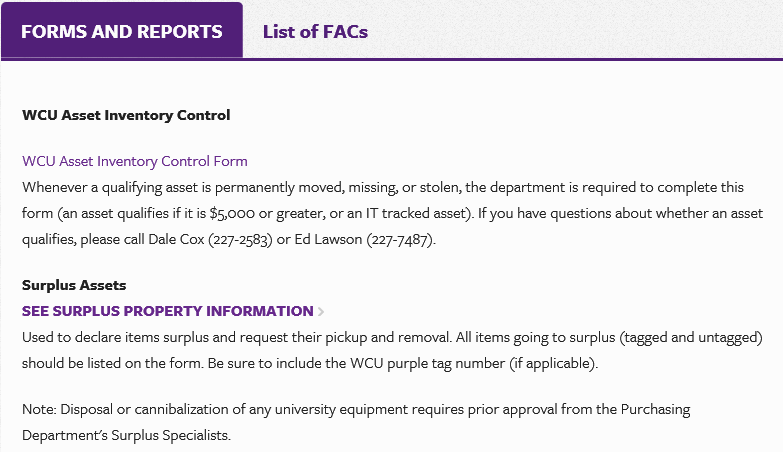 FORMS AND REPORTS
List of FACs
WCU Asset Inventory Control
WCU Asset Inventory Control Form
Whenever a qualifying asset is permanently moved, missing, or stolen, the department is required to complete this
form (an asset qualifies if it is $5,000 or greater, or an IT tracked asset). If you have questions about whether an asset
qualifies, please call Dale Cox (227-2583) or Ed Lawson (227-7487).
Surplus Assets
SEE SURPLUS PROPERTY INFORMATION >
Used to declare items surplus and request their pickup and removal. All items going to surplus (tagged and untagged)
should be listed on the form. Be sure to include the WCU purple tag number (if applicable).
Note: Disposal or cannibalization of any university equipment requires prior approval from the Purchasing
Department's Surplus Specialists.